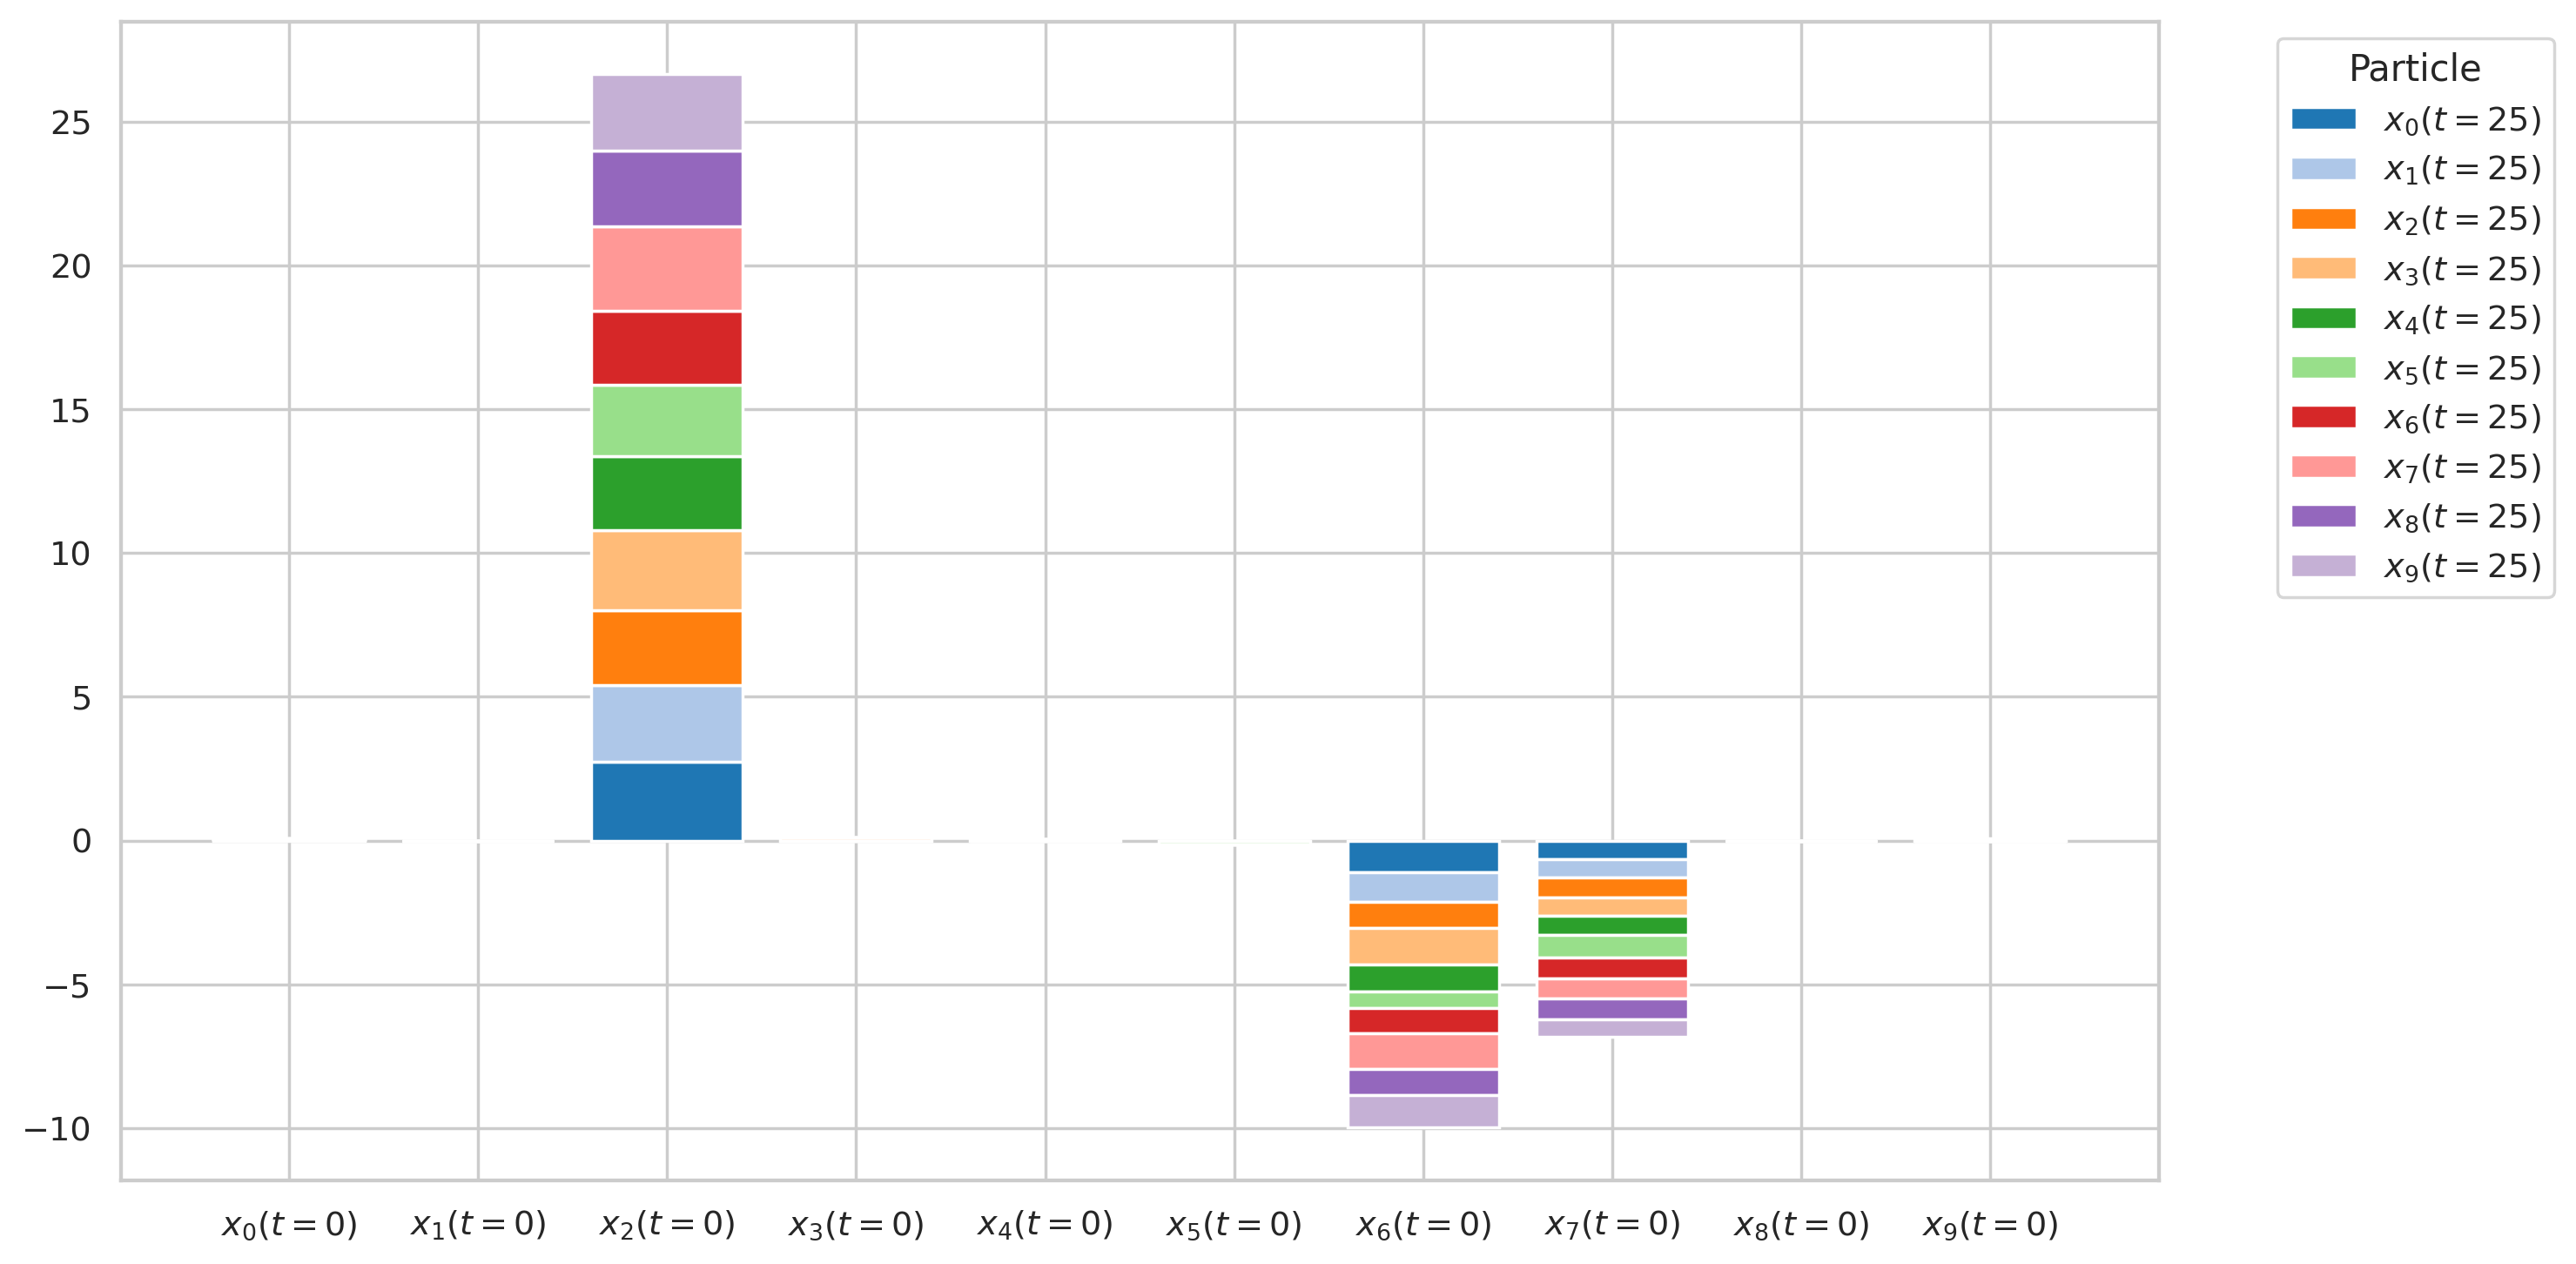 25
20
15
10
5
0
−5
−10
x₀(t = 0) x₁(t = 0) x₂(t = 0) x₃(t = 0) x₄(t = 0) x₅(t = 0) x₆(t = 0) x₇(t = 0) x₈(t = 0) x₉(t = 0)
Particle
x₀(t = 25)
x₁(t = 25)
x₂(t = 25)
x₃(t = 25)
x₄(t = 25)
x₅(t = 25)
x₆(t = 25)
x₇(t = 25)
x₈(t = 25)
x₉(t = 25)